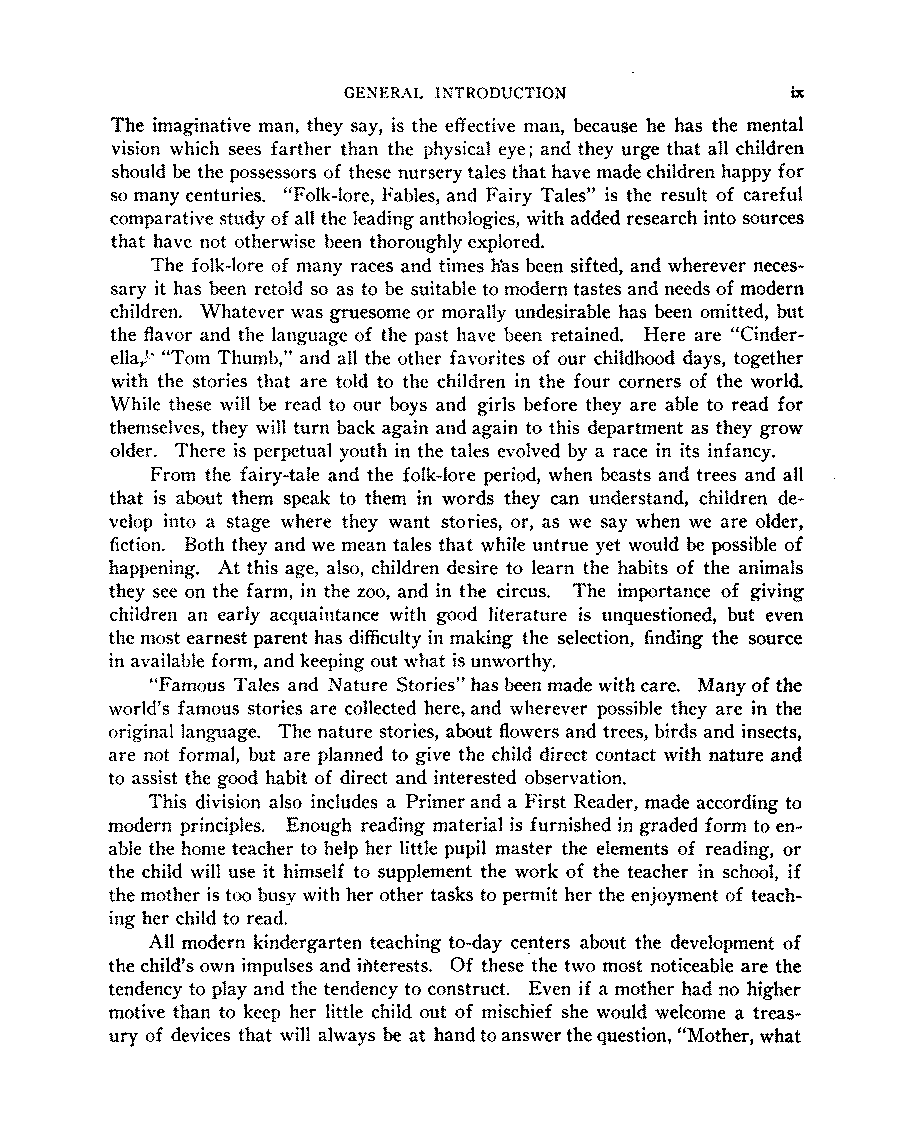 GENERAL INTRODUCTION ix
The imaginative man, they say, is the effective man, because he has the mental
vision which sees farther than the physical eye; and they urge that all children
should be the possessors of these nursery tales that have made children happy for
so many centuries. "Folk-lore, Fables, and Fairy Tales" is the result of careful
comparative study of all the leading anthologies, with added research into sources
that have not otherwise been thoroughly explored.
The folk-lore of many races and times has been sifted, and wherever neces-
sary it has been retold so as to be suitable to modern tastes and needs of modern
children. Whatever was gruesome or morally undesirable has been omitted, but
the flavor and the language of the past have been retained. Here are "Cinder-
ella," "Tom Thumb," and all the other favorites of our childhood days, together
with the stories that are told to the children in the four corners of the world.
While these will be read to our boys and girls before they are able to read for
themselves, they will turn back again and again to this department as they grow
older. There is perpetual youth in the tales evolved by a race in its infancy.
From the fairy-tale and the folk-lore period, when beasts and trees and all
that is about them speak to them in words they can understand, children de-
velop into a stage where they want stories, or, as we say when we are older,
fiction. Both they and we mean tales that while untrue yet would be possible of
happening. At this age, also, children desire to learn the habits of the animals
they see on the farm, in the zoo, and in the circus. The importance of giving
children an early acquaintance with good literature is unquestioned, but even
the most earnest parent has difficulty in making the selection, finding the source
in available form, and keeping out what is unworthy.
"Famous Tales and Nature Stories" has been made with care. Many of the
world's famous stories are collected here, and wherever possible they are in the
original language. The nature stories, about flowers and trees, birds and insects,
are not formal, but are planned to give the child direct contact with nature and
to assist the good habit of direct and interested observation.
This division also includes a Primer and a First Reader, made according to
modern principles. Enough reading material is furnished in graded form to en-
able the home teacher to help her little pupil master the elements of reading, or
the child will use it himself to supplement the work of the teacher in school, if
the mother is too busy with her other tasks to permit her the enjoyment of teach-
ing her child to read.
All modern kindergarten teaching to-day centers about the development of
the child's own impulses and interests. Of these the two most noticeable are the
tendency to play and the tendency to construct. Even if a mother had no higher
motive than to keep her little child out of mischief she would welcome a treas-
ury of devices that will always be at hand to answer the question, "Mother, what